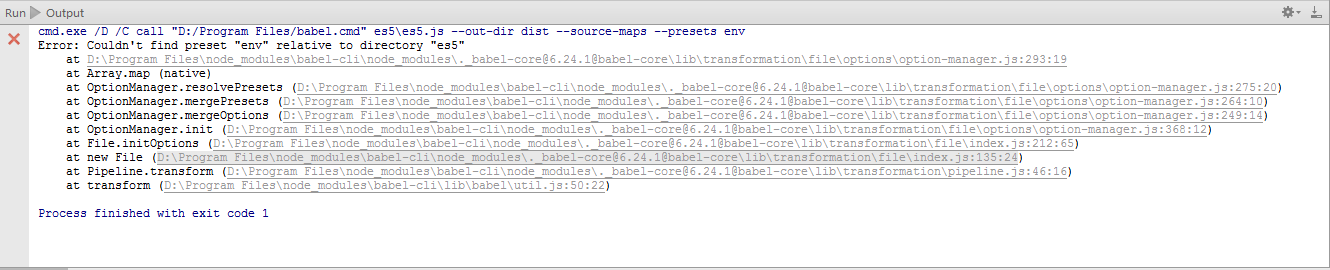 Run Output
cmd.exe /D /C call "D:/Program Files/babel.cmd" es5\es5.js --out-dir dist --source-maps --presets env
Error: Couldn't find preset "env" relative to directory "es5"
at D:\Program Files\node_modules\babel-cli\node_modules\._babel-core@6.24.1@babel-core\lib\transformation\file\options\option-manager.js:293:19
at Array.map (native)
at OptionManager.resolvePresets (D:\Program Files\node_modules\babel-cli\node_modules\._babel-core@6.24.1@babel-core\lib\transformation\file\options\option-manager.js:275:20)
at OptionManager.mergePresets (D:\Program Files\node_modules\babel-cli\node_modules\._babel-core@6.24.1@babel-core\lib\transformation\file\options\option-manager.js:264:10)
at OptionManager.mergeOptions (D:\Program Files\node_modules\babel-cli\node_modules\._babel-core@6.24.1@babel-core\lib\transformation\file\options\option-manager.js:249:14)
at OptionManager.init (D:\Program Files\node_modules\babel-cli\node_modules\._babel-core@6.24.1@babel-core\lib\transformation\file\options\option-manager.js:368:12)
at File.initOptions (D:\Program Files\node_modules\babel-cli\node_modules\._babel-core@6.24.1@babel-core\lib\transformation\file\index.js:212:65)
at new File (D:\Program Files\node_modules\babel-cli\node_modules\._babel-core@6.24.1@babel-core\lib\transformation\file\index.js:135:24)
at Pipeline.transform (D:\Program Files\node_modules\babel-cli\node_modules\._babel-core@6.24.1@babel-core\lib\transformation\pipeline.js:46:16)
at transform (D:\Program Files\node_modules\babel-cli\lib\babel\util.js:50:22)
Process finished with exit code 1